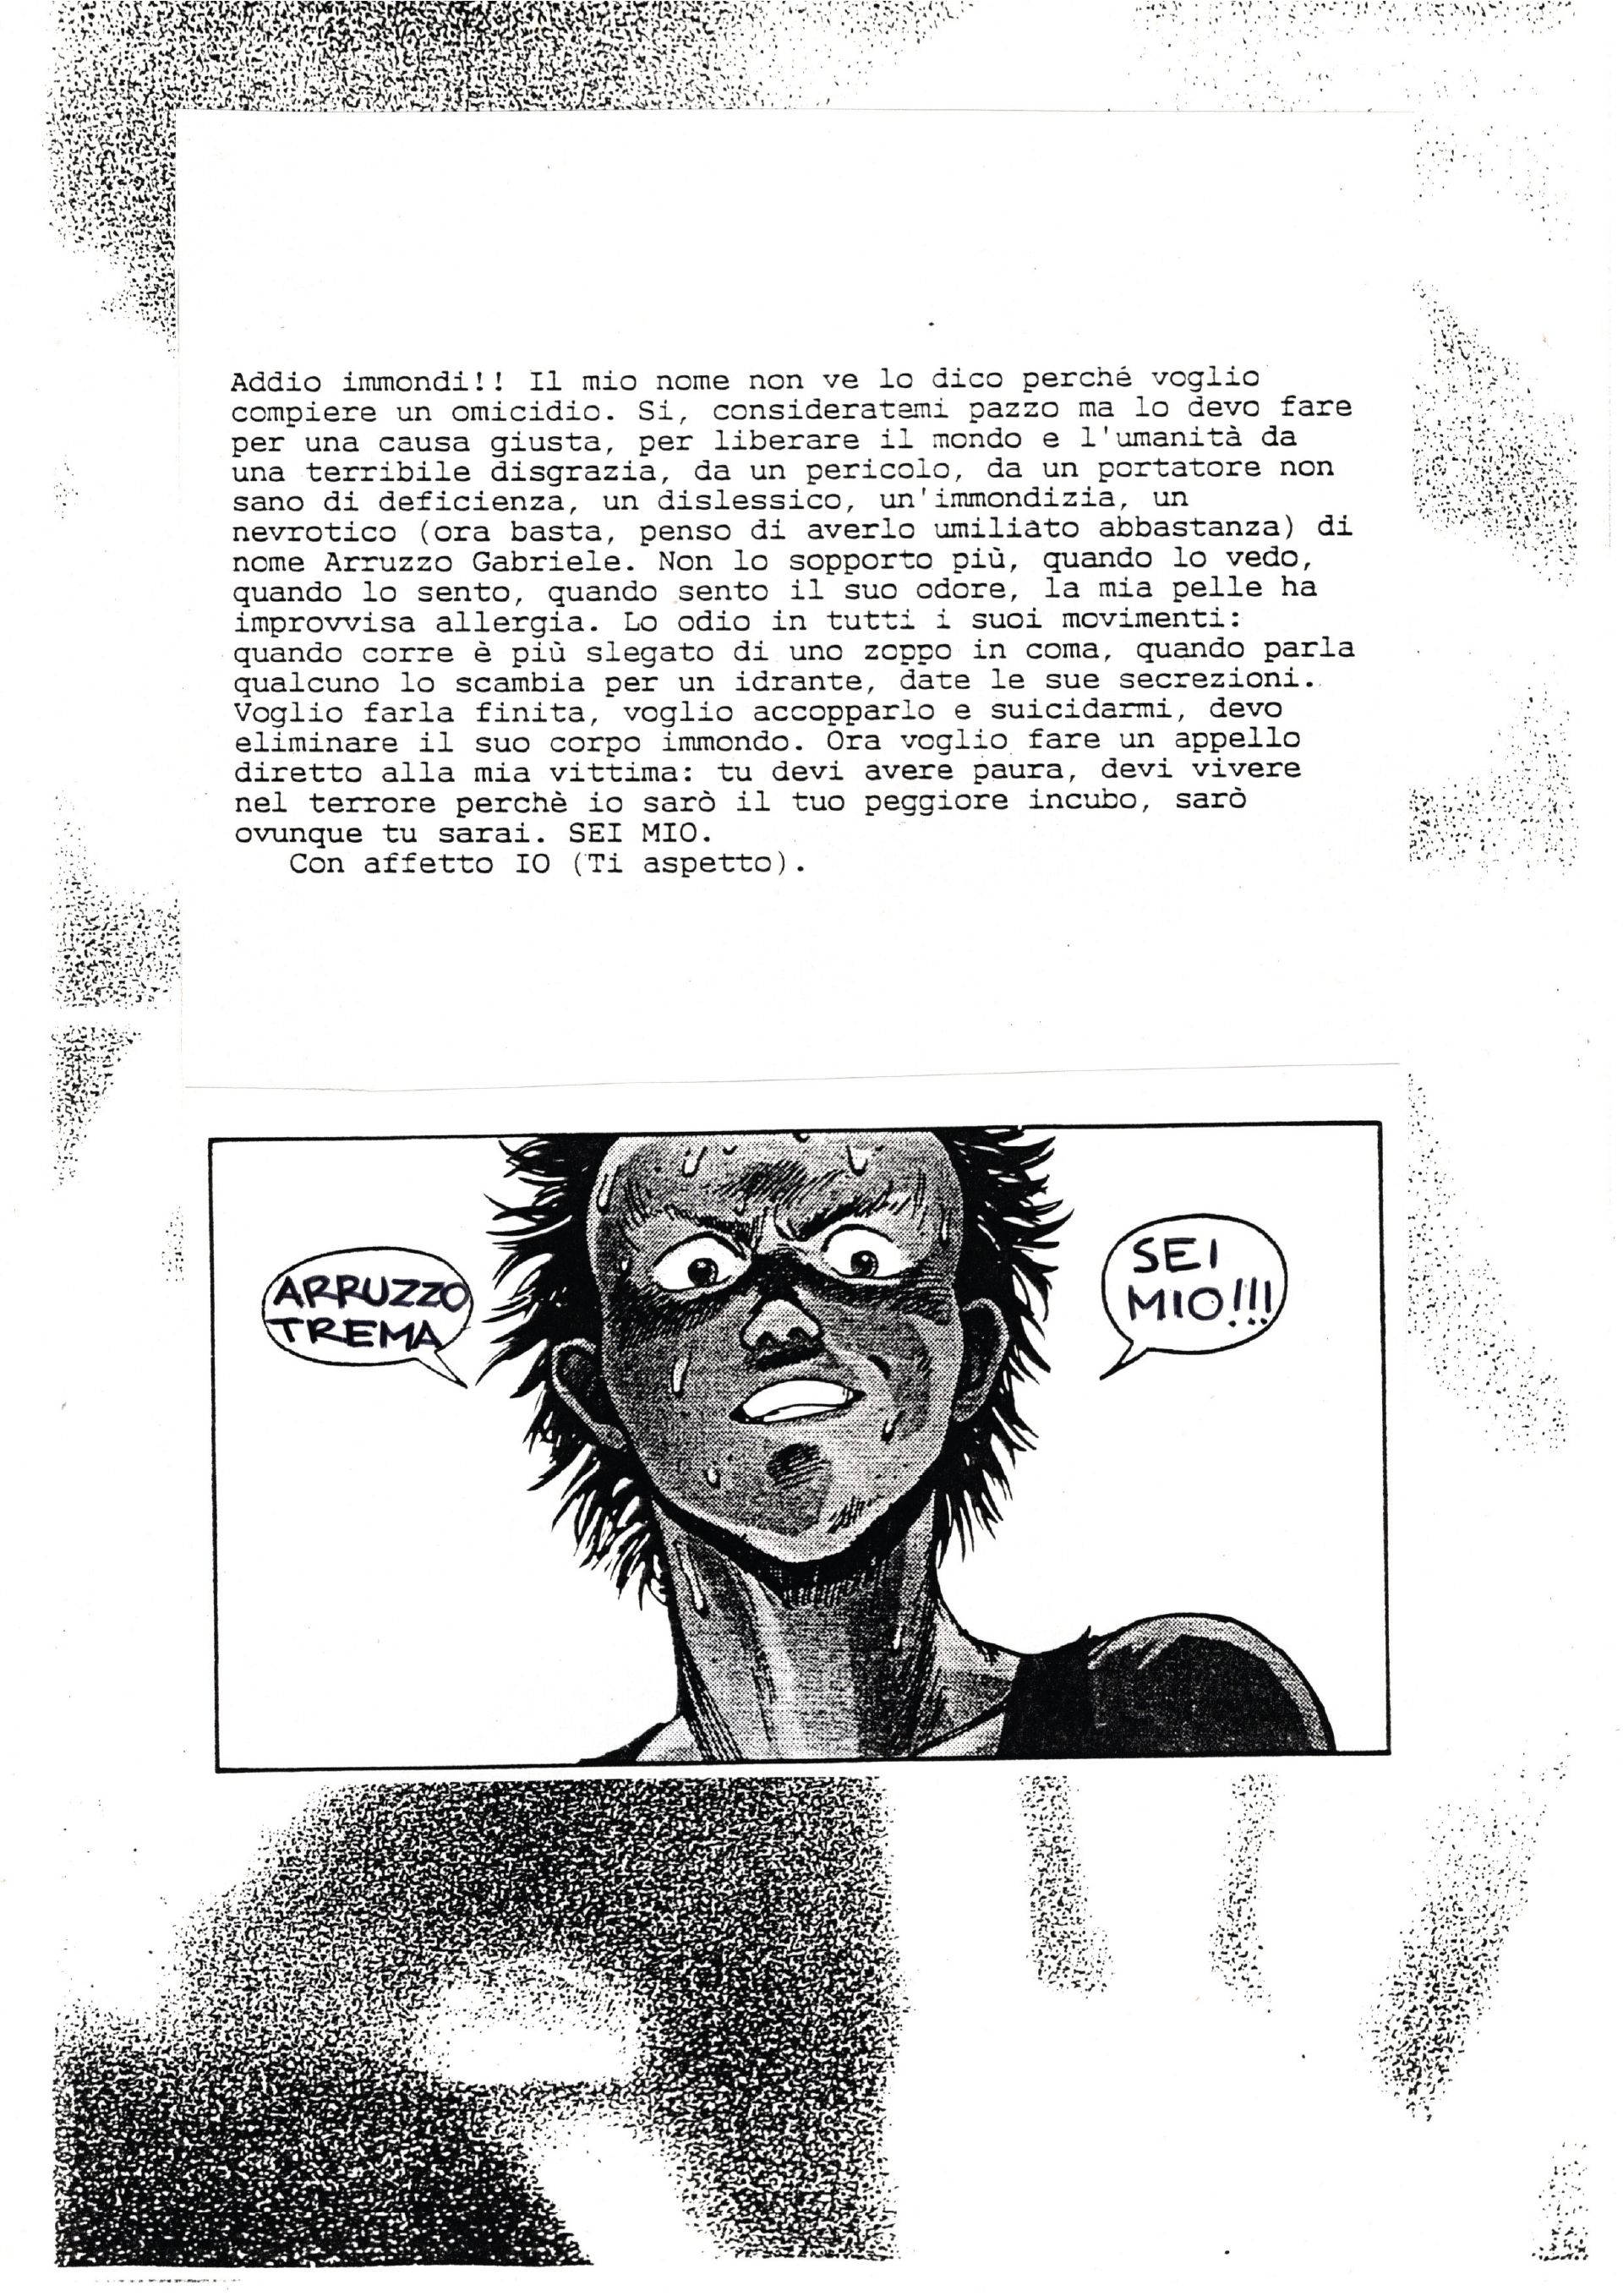 Addio immondi!! Il mio nome non ve lo dico perché voglio
compiere un omicidio. Si, consideratemi pazzo ma lo devo fare
per una causa giusta, per liberare il mondo e l'umanità da
una terribile disgrazia, da un pericolo, da un portatore non
sano di deficienza, un dislessico, un'immondizia, un
nevrotico (ora basta, penso di averlo umiliato abbastanza) di
nome Arruzzo Gabriele. Non lo sopporto più, quando lo vedo,
quando lo sento, quando sento il suo odore, la mia pelle ha
improvvisa allergia. Lo odio in tutti i suoi movimenti:
quando corre è più slegato di uno zoppo in coma, quando parla
qualcuno lo scambia per un idrante, date le sue secrezioni.
Voglio farla finita, voglio accopparlo e suicidarmi, devo
eliminare il suo corpo immondo. Ora voglio fare un appello
diretto alla mia vittima: tu devi avere paura, devi vivere
nel terrore perchè io sarò il tuo peggiore incubo, sarò
ovunque tu sarai. SEI MIO.
Con affetto IO (Ti aspetto).
ARRUZZO
TREMA
SEI
MIO!!!